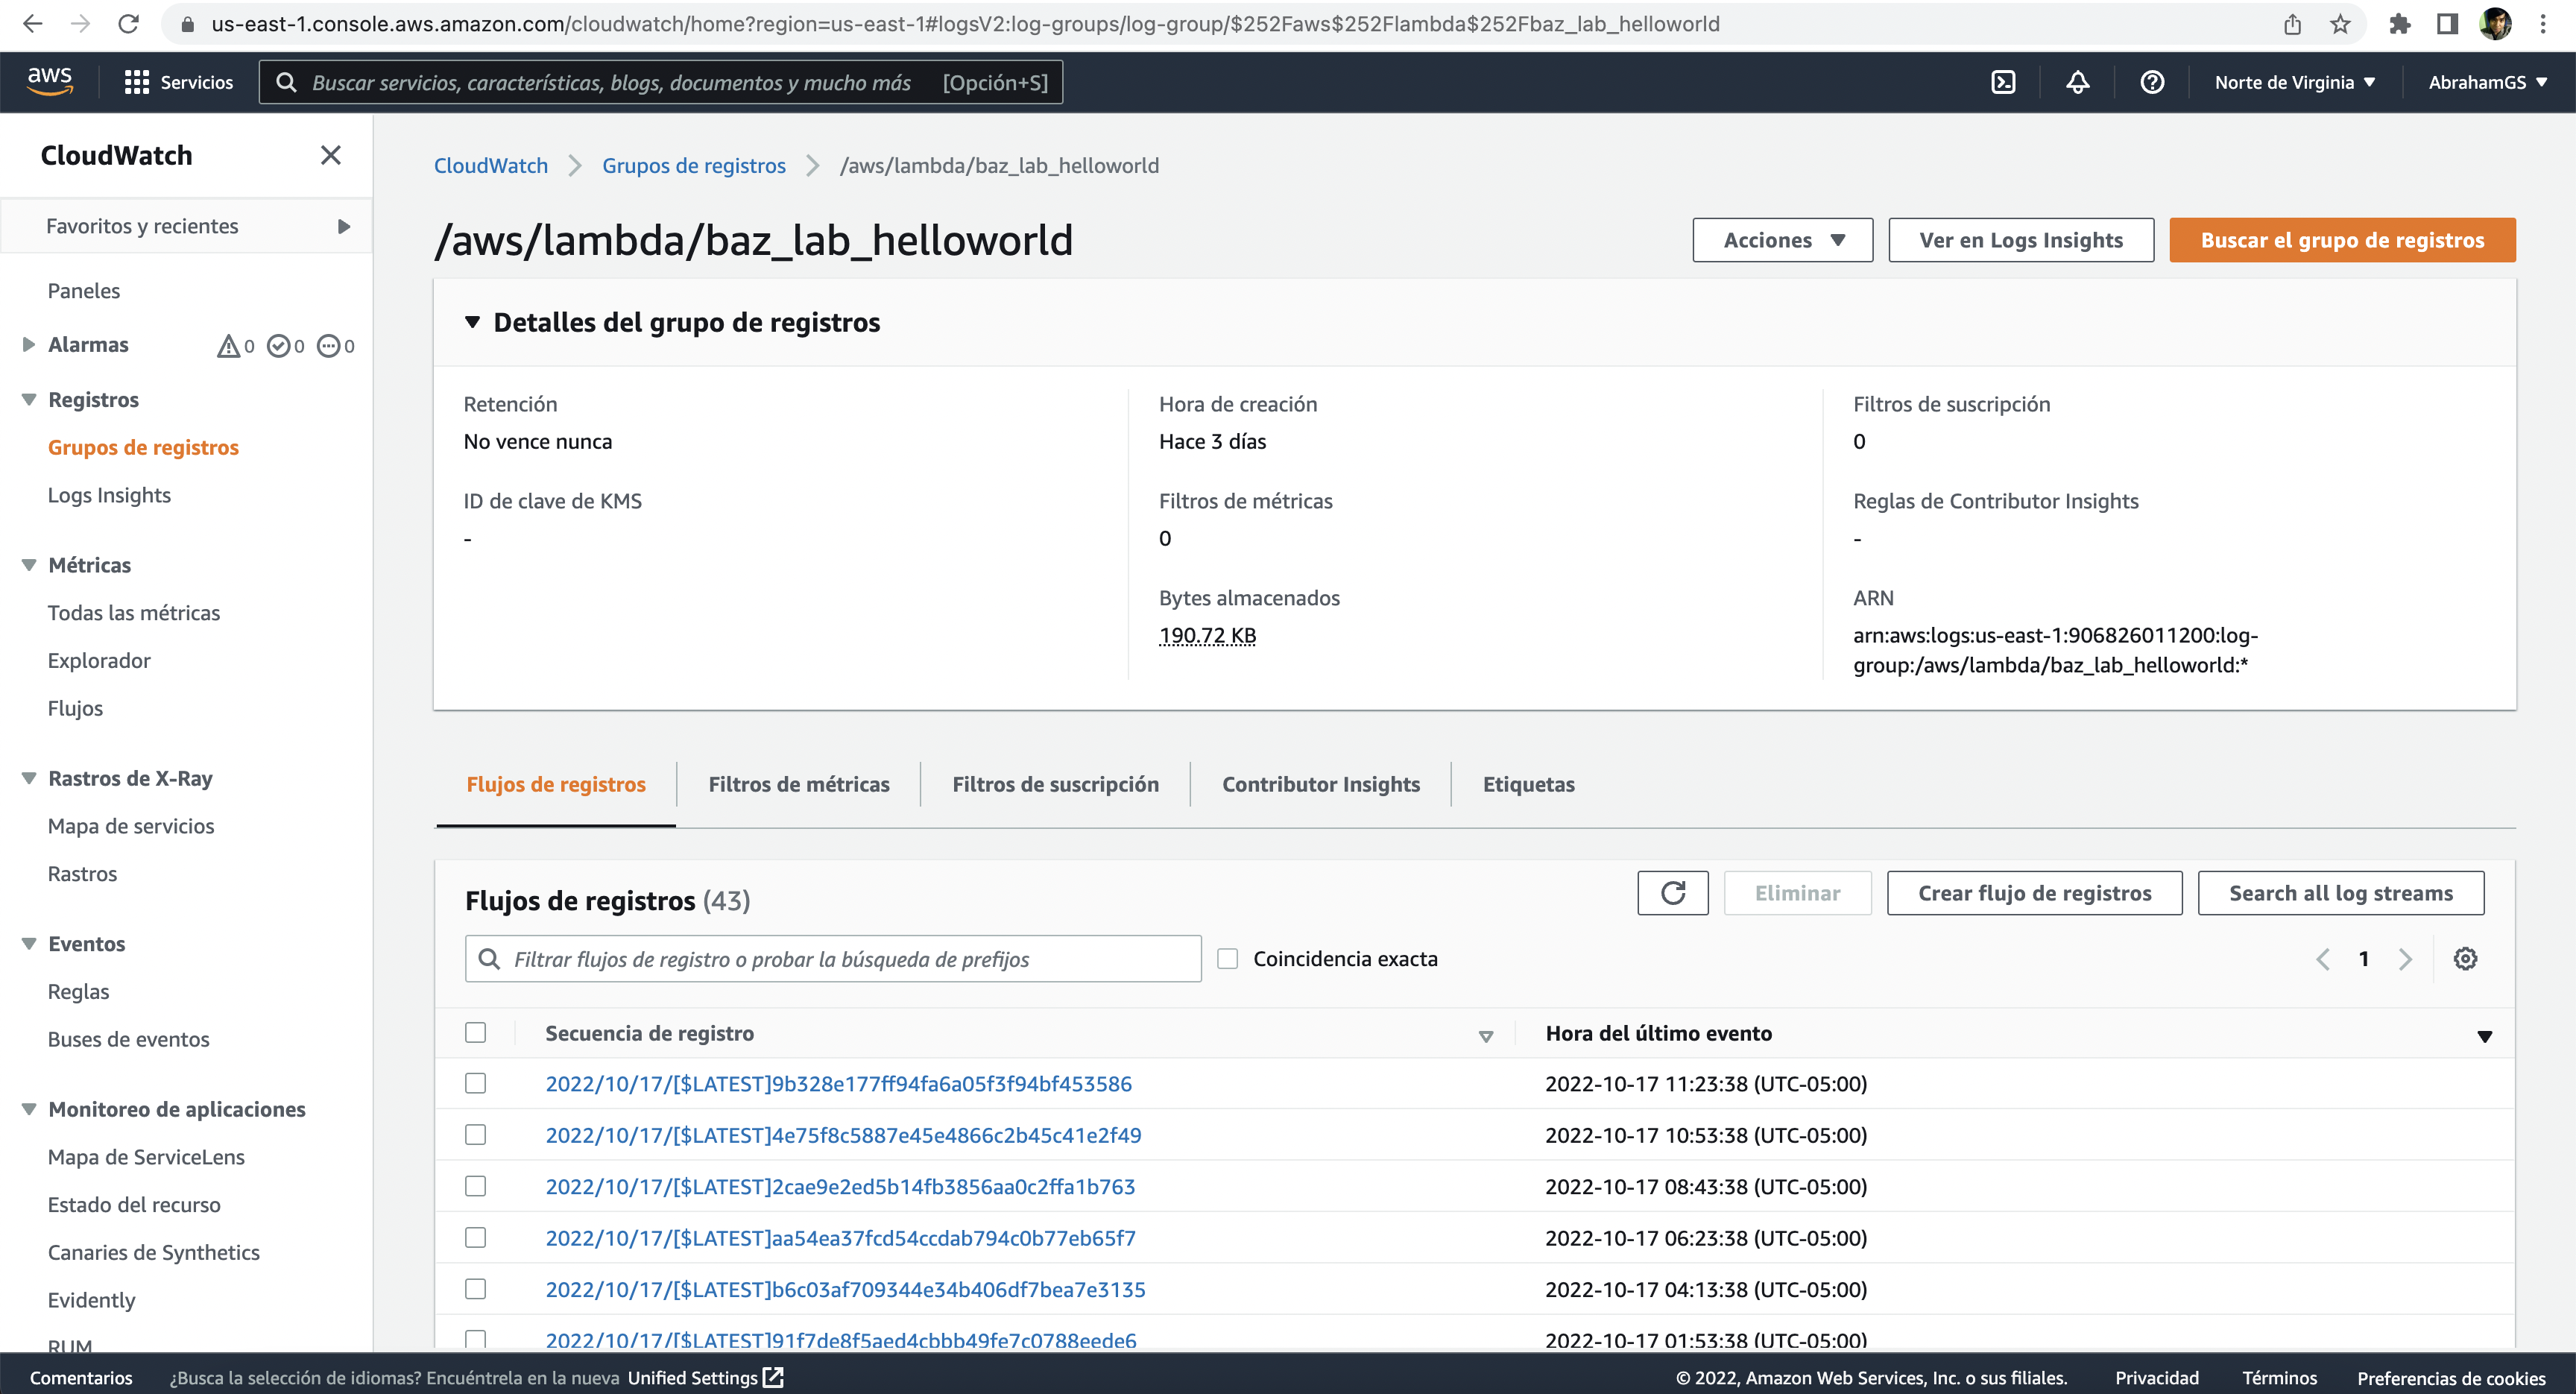 us-east-1.console.aws.amazon.com/cloudwatch/home?region=us-east-1#logsV2:log-groups/log-group/$252Faws$252Flambda$252Fbaz_lab_helloworld
aws
Servicios
Buscar servicios, características, blogs, documentos y mucho más [Opción+S]
Norte de Virginia
AbrahamGS
CloudWatch
Favoritos y recientes
Paneles
Alarmas 0 0 0
Registros
Grupos de registros
Logs Insights
Métricas
Todas las métricas
Explorador
Flujos
Rastros de X-Ray
Mapa de servicios
Rastros
Eventos
Reglas
Buses de eventos
Monitoreo de aplicaciones
Mapa de ServiceLens
Estado del recurso
Canaries de Synthetics
Evidently
RUM
CloudWatch Grupos de registros /aws/lambda/baz_lab_helloworld
/aws/lambda/baz_lab_helloworld
Acciones
Ver en Logs Insights
Buscar el grupo de registros
Detalles del grupo de registros
Retención
No vence nunca
ID de clave de KMS
-
Hora de creación
Hace 3 días
Filtros de métricas
0
Bytes almacenados
190.72 KB
Filtros de suscripción
0
Reglas de Contributor Insights
-
ARN
arn:aws:logs:us-east-1:906826011200:log-
group:/aws/lambda/baz_lab_helloworld:*
Flujos de registros
Filtros de métricas
Filtros de suscripción
Contributor Insights
Etiquetas
Flujos de registros (43)
Eliminar
Crear flujo de registros
Search all log streams
Filtrar flujos de registro o probar la búsqueda de prefijos
Coincidencia exacta
1
Secuencia de registro Hora del último evento
2022/10/17/[$LATEST]9b328e177ff94fa6a05f3f94bf453586 2022-10-17 11:23:38 (UTC-05:00)
2022/10/17/[$LATEST]4e75f8c5887e45e4866c2b45c41e2f49 2022-10-17 10:53:38 (UTC-05:00)
2022/10/17/[$LATEST]2cae9e2ed5b14fb3856aa0c2ffa1b763 2022-10-17 08:43:38 (UTC-05:00)
2022/10/17/[$LATEST]aa54ea37fcd54ccdab794c0b77eb65f7 2022-10-17 06:23:38 (UTC-05:00)
2022/10/17/[$LATEST]b6c03af709344e34b406df7bea7e3135 2022-10-17 04:13:38 (UTC-05:00)
2022/10/17/[$LATEST]91f7de8f5aed4cbbb49fe7c0788eede6 2022-10-17 01:53:38 (UTC-05:00)
Comentarios
¿Busca la selección de idiomas? Encuéntrela en la nueva Unified Settings
© 2022, Amazon Web Services, Inc. o sus filiales.
Privacidad
Términos
Preferencias de cookies